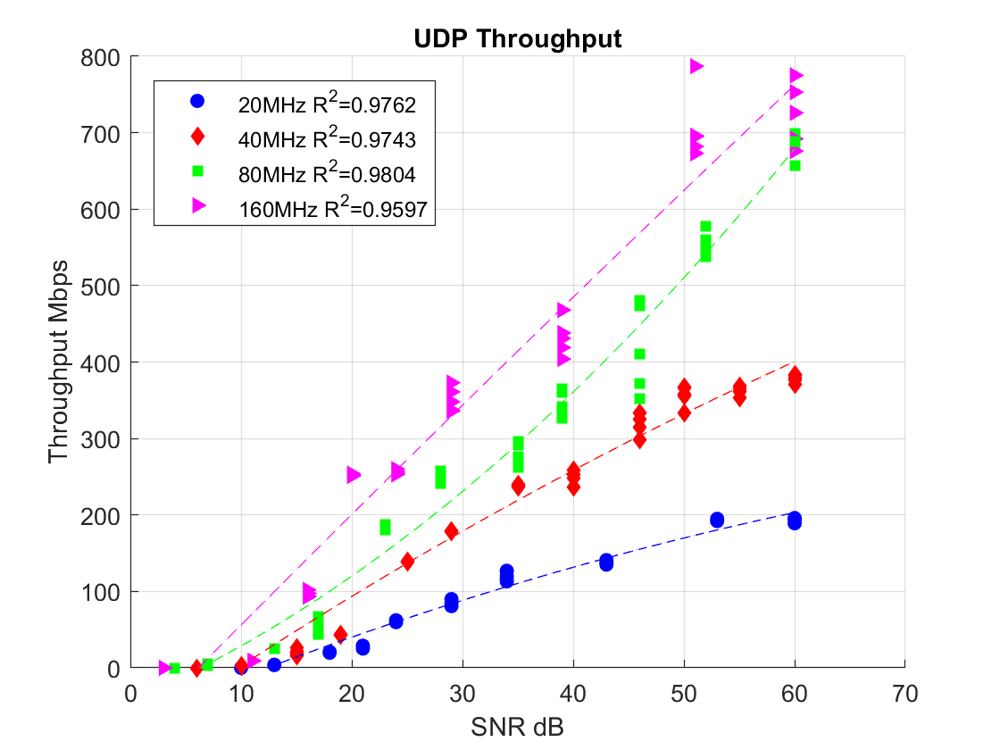 UDP Throughput
800
700
600
500
400
300
200
100
0
Throughput Mbps
20MHz R²=0.9762
40MHz R²=0.9743
80MHz R²=0.9804
160MHz R²=0.9597
0 10 20 30 40 50 60 70
SNR dB